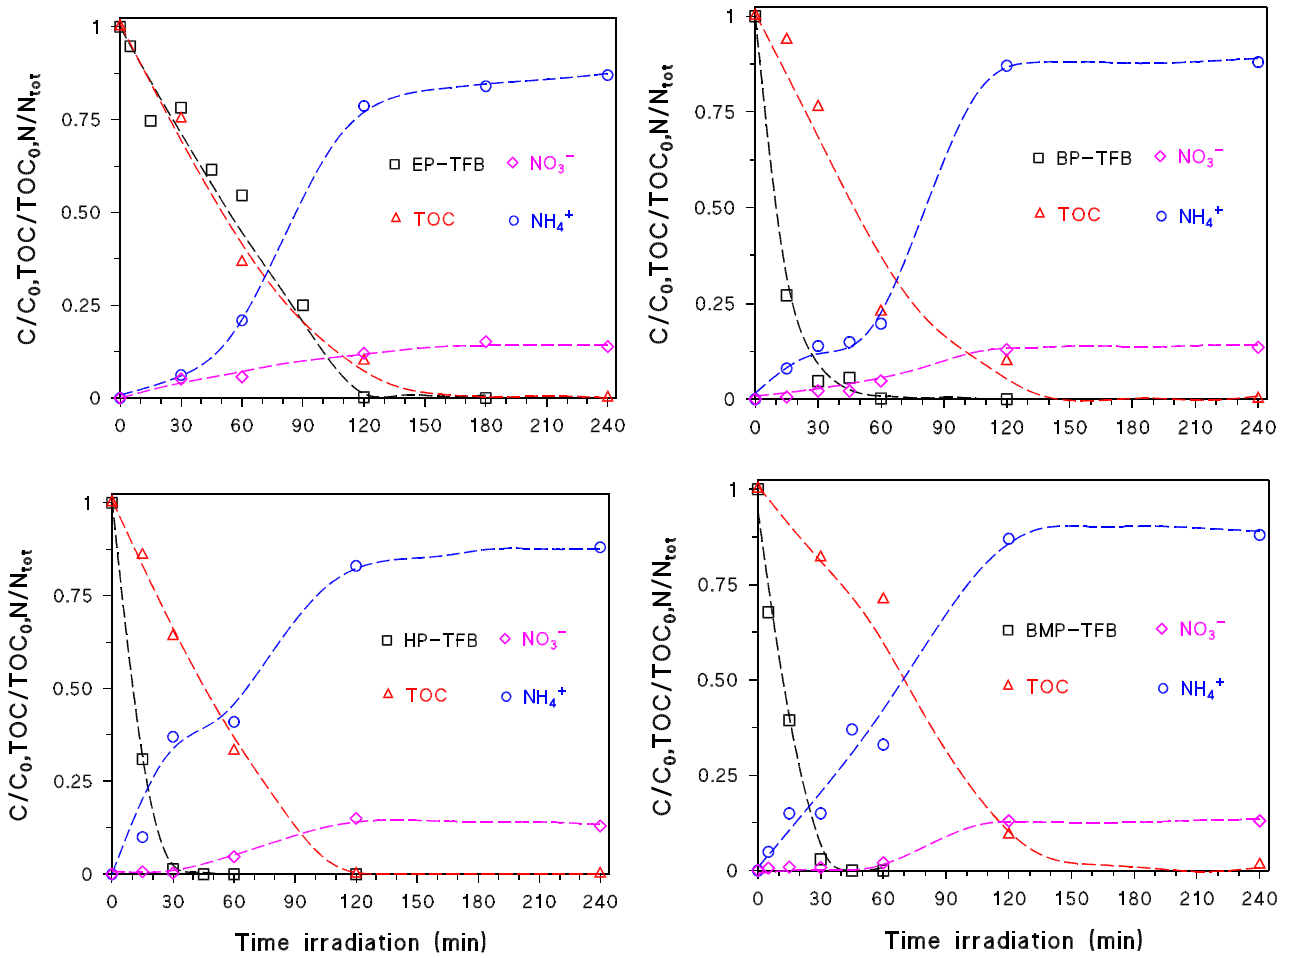 C/C₀,TOC/TOC₀,N/Nₜₒₜ
1
0.75
0.50
0.25
0
EP-TFB
NO₃⁻
TOC
NH₄⁺
0 30 60 90 120 150 180 210 240
C/C₀,TOC/TOC₀,N/Nₜₒₜ
1
0.75
0.50
0.25
0
BP-TFB
NO₃⁻
TOC
NH₄⁺
0 30 60 90 120 150 180 210 240
C/C₀,TOC/TOC₀,N/Nₜₒₜ
1
0.75
0.50
0.25
0
HP-TFB
NO₃⁻
TOC
NH₄⁺
0 30 60 90 120 150 180 210 240
Time irradiation (min)
C/C₀,TOC/TOC₀,N/Nₜₒₜ
1
0.75
0.50
0.25
0
BMP-TFB
NO₃⁻
TOC
NH₄⁺
0 30 60 90 120 150 180 210 240
Time irradiation (min)